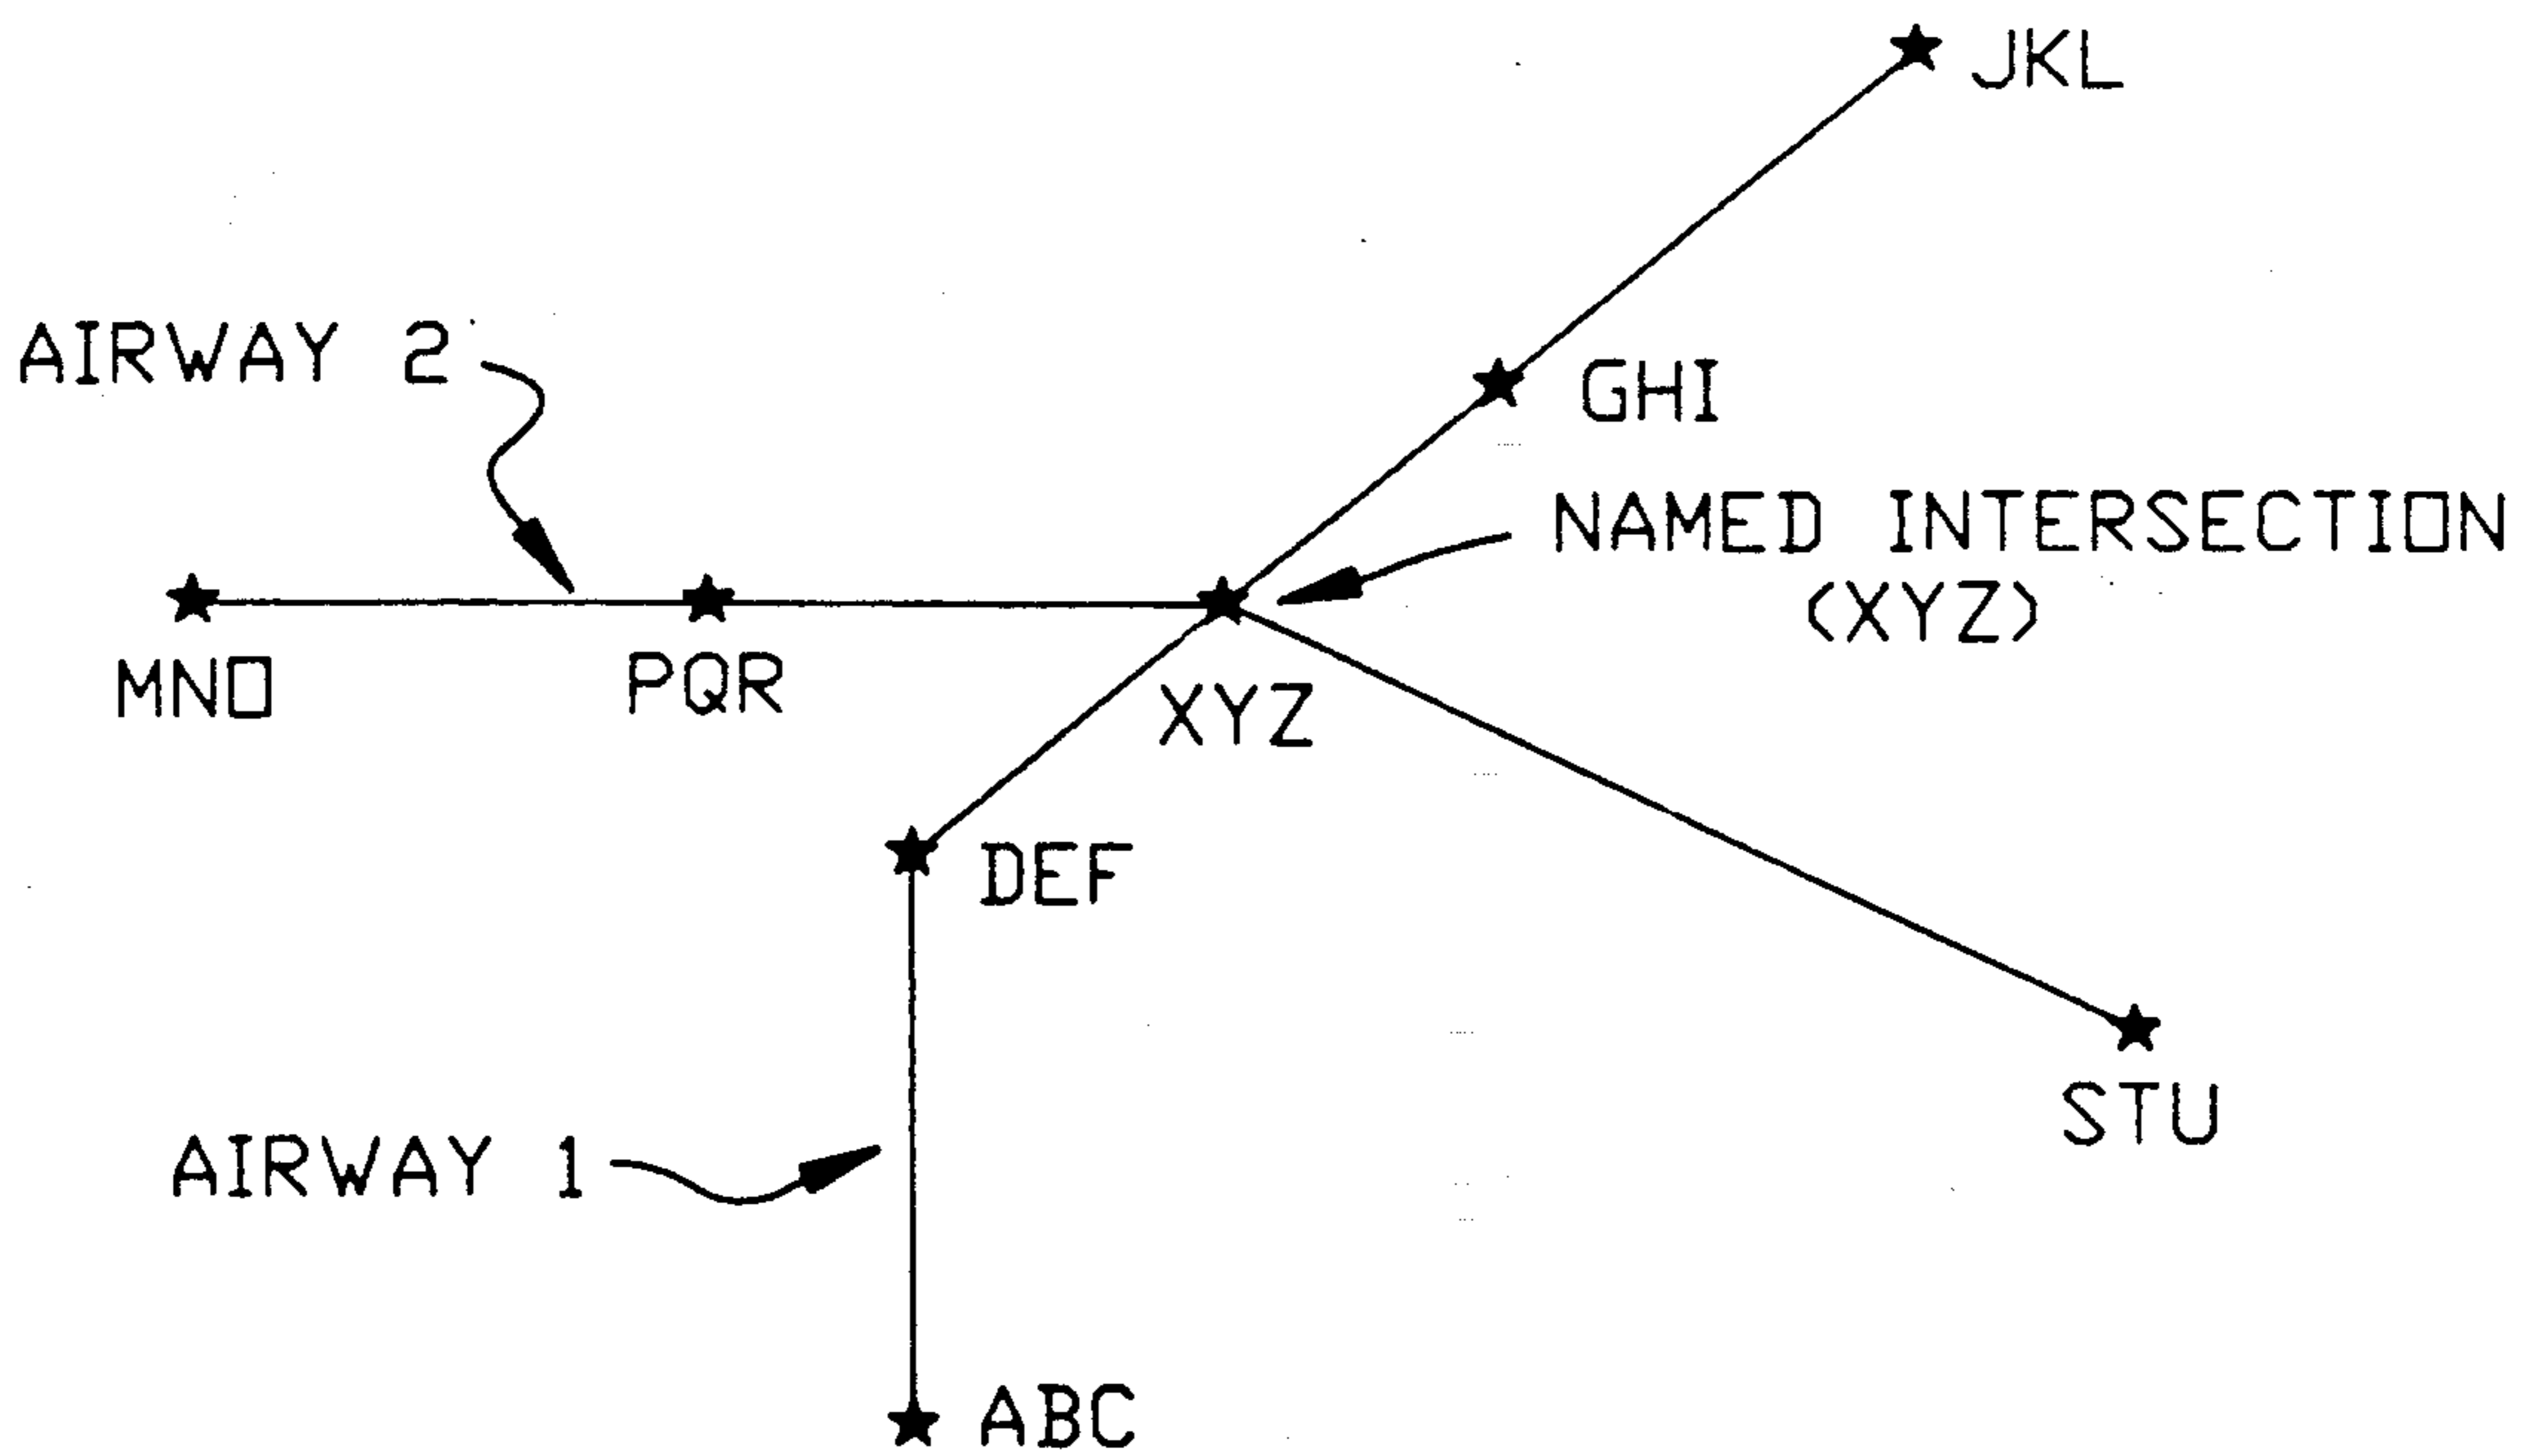 JKL
AIRWAY 2
GHI
NAMED INTERSECTION
(XYZ)
MNO
PQR
XYZ
DEF
STU
AIRWAY 1
ABC